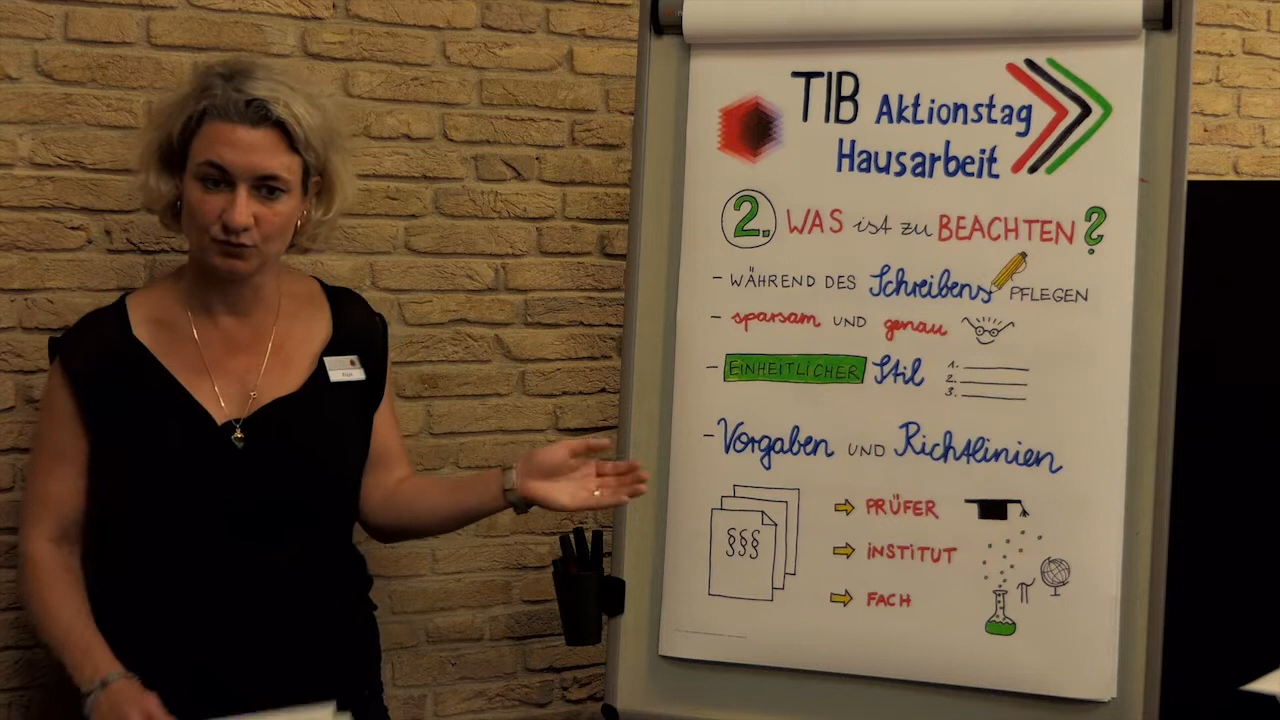 TIB Aktionstag
Hausarbeit
2. WAS ist zu BEACHTEN?
- WÄHREND DES Schreibens PFLEGEN
- sparsam UND genau
- EINHEITLICHER Stil
1.
2.
3.
- Vorgaben UND Richtlinien
§§§
PRÜFER
INSTITUT
FACH
π